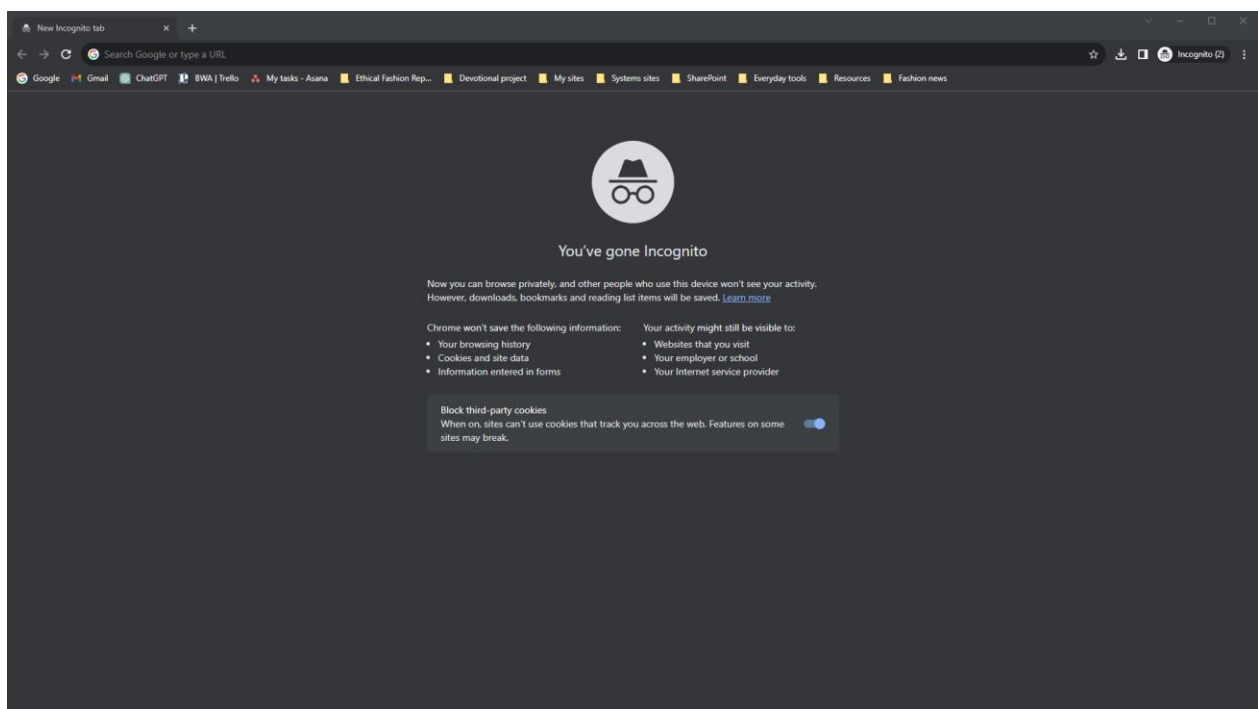 New Incognito tab
Search Google or type a URL
Incognito (2)
Google Gmail ChatGPT BWA | Trello My tasks - Asana Ethical Fashion Rep... Devotional project My sites Systems sites SharePoint Everyday tools Resources Fashion news
You've gone Incognito
Now you can browse privately, and other people who use this device won't see your activity.
However, downloads, bookmarks and reading list items will be saved. Learn more
Chrome won't save the following information:
• Your browsing history
• Cookies and site data
• Information entered in forms
Your activity might still be visible to:
• Websites that you visit
• Your employer or school
• Your Internet service provider
Block third-party cookies
When on, sites can't use cookies that track you across the web. Features on some
sites may break.